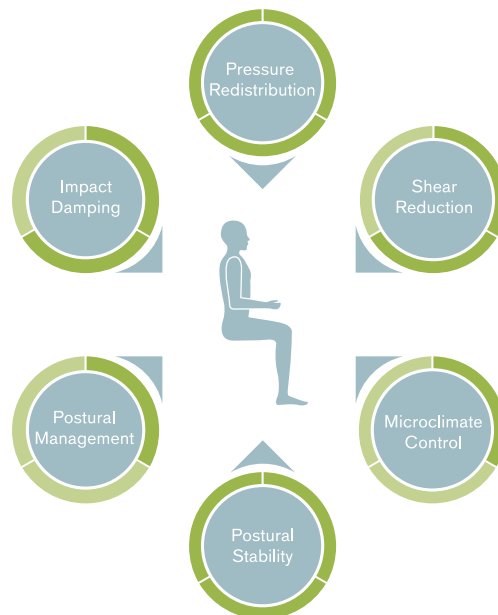 Pressure
Redistribution
Impact
Damping
Shear
Reduction
Postural
Management
Microclimate
Control
Postural
Stability